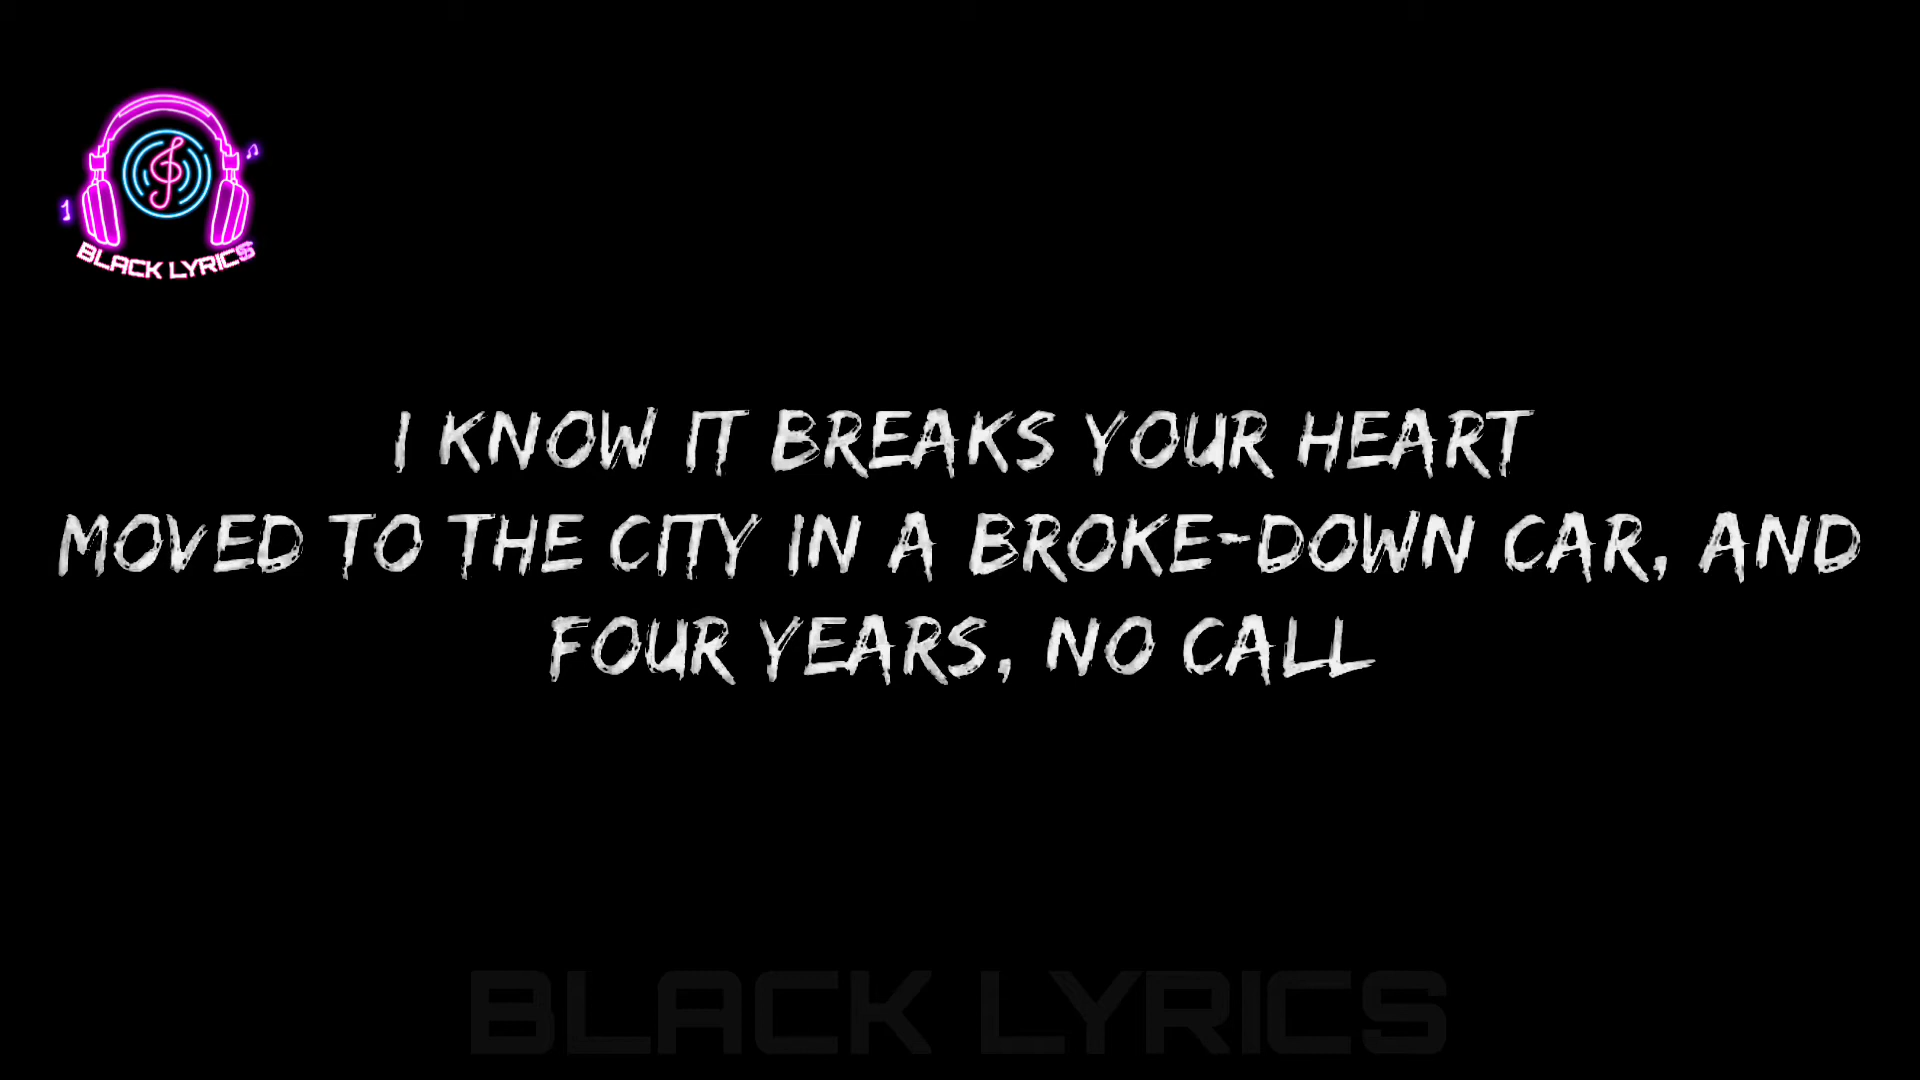 BLACK LYRICS
I KNOW IT BREAKS YOUR HEART
MOVED TO THE CITY IN A BROKE-DOWN CAR, AND
FOUR YEARS, NO CALL
BLACK LYRICS